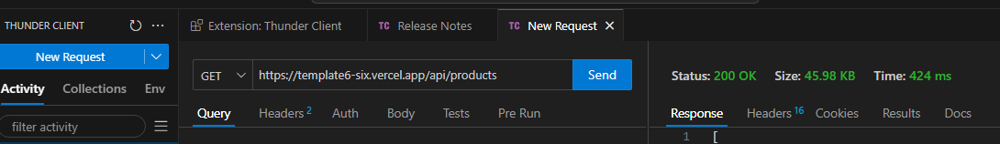 THUNDER CLIENT
Extension: Thunder Client
TC Release Notes
TC New Request
New Request
GET https://template6-six.vercel.app/api/products Send
Status: 200 OK Size: 45.98 KB Time: 424 ms
Activity Collections Env
Query Headers 2 Auth Body Tests Pre Run
Response Headers 16 Cookies Results Docs
filter activity
1 [